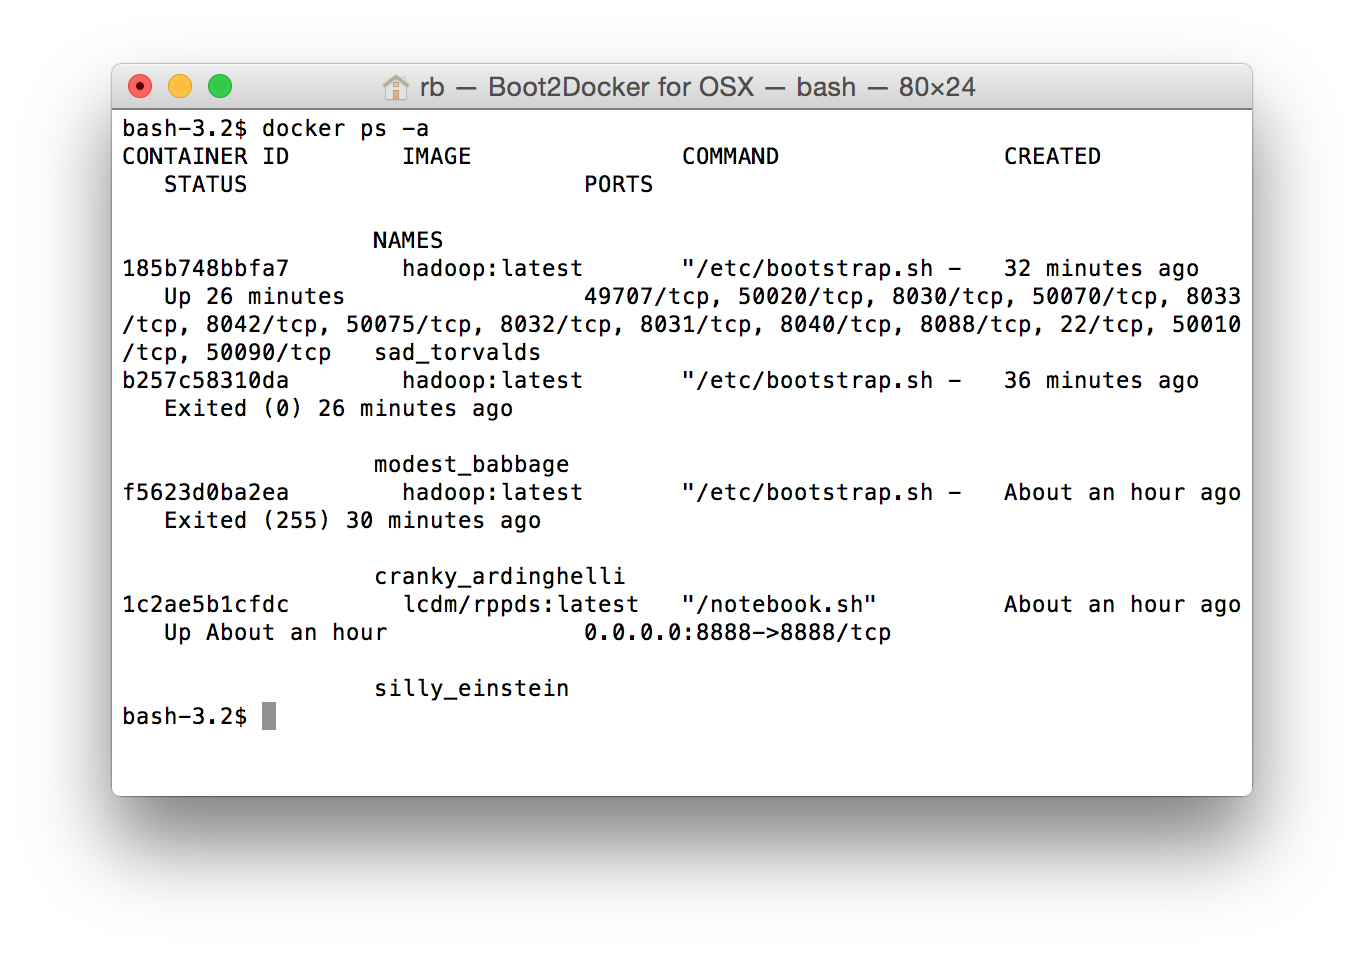 rb — Boot2Docker for OSX — bash — 80×24
bash-3.2$ docker ps -a
CONTAINER ID        IMAGE               COMMAND                CREATED
   STATUS                        PORTS
                  NAMES
185b748bbfa7        hadoop:latest       "/etc/bootstrap.sh -   32 minutes ago
   Up 26 minutes                 49707/tcp, 50020/tcp, 8030/tcp, 50070/tcp, 8033
/tcp, 8042/tcp, 50075/tcp, 8032/tcp, 8031/tcp, 8040/tcp, 8088/tcp, 22/tcp, 50010
/tcp, 50090/tcp   sad_torvalds
b257c58310da        hadoop:latest       "/etc/bootstrap.sh -   36 minutes ago
   Exited (0) 26 minutes ago
                  modest_babbage
f5623d0ba2ea        hadoop:latest       "/etc/bootstrap.sh -   About an hour ago
   Exited (255) 30 minutes ago
                  cranky_ardinghelli
1c2ae5b1cfdc        lcdm/rppds:latest   "/notebook.sh"         About an hour ago
   Up About an hour              0.0.0.0:8888->8888/tcp
                  silly_einstein
bash-3.2$